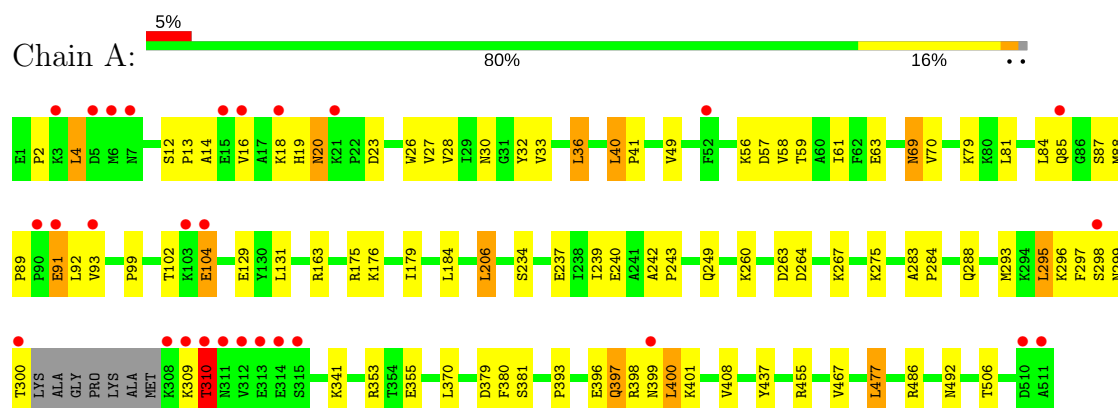 5%
Chain A:
80% 16% • •
E1 P2 K3 L4 D5 M6 N7 S12 P13 A14 E15 V16 A17 K18 H19 N20 K21 P22 D23 W26 V27 V28 I29 N30 G31 Y32 V33 L36 L40 P41 V49 F52 K56 D57 V58 T59 A60 I61 F62 E63 N69 V70 K79 K80 L81 L84 Q85 G86 S87 M88
P89 P90 E91 L92 V93 P99 T102 K103 E104 E129 Y130 L131 R163 R175 K176 I179 L184 L206 S234 E237 I238 I239 E240 A241 A242 P243 Q249 K260 D263 D264 K267 K275 A283 P284 Q288 M293 K294 L295 K296 F297 S298 N299
T300 LYS ALA GLY PRO LYS ALA MET K308 K309 T310 N311 V312 E313 E314 S315 K341 R353 T354 E355 L370 D379 F380 S381 P393 E396 Q397 R398 N399 L400 K401 V408 Y437 R455 V467 L477 R486 N492 T506 D510 A511